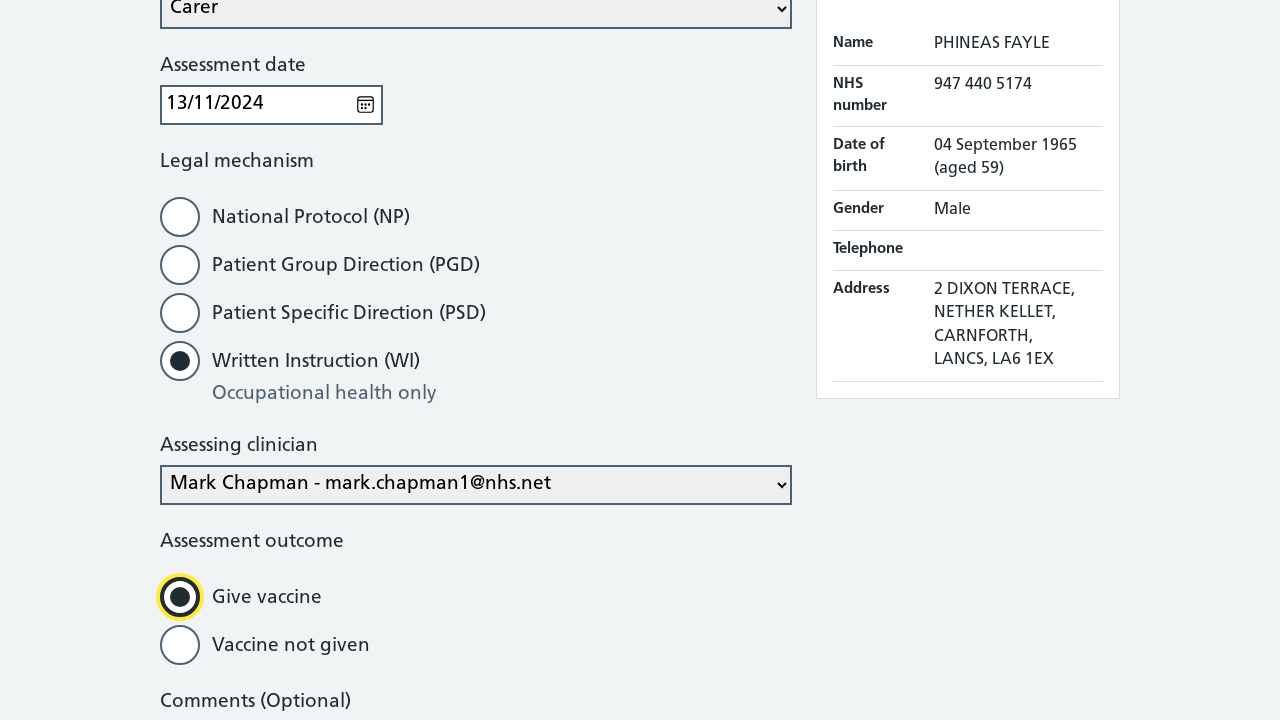 Carer
Assessment date
13/11/2024
Legal mechanism
National Protocol (NP)
Patient Group Direction (PGD)
Patient Specific Direction (PSD)
Written Instruction (WI)
Occupational health only
Assessing clinician
Mark Chapman - mark.chapman1@nhs.net
Assessment outcome
Give vaccine
Vaccine not given
Comments (Optional)
Name PHINEAS FAYLE
NHS number 947 440 5174
Date of birth 04 September 1965
(aged 59)
Gender Male
Telephone
Address 2 DIXON TERRACE,
NETHER KELLET,
CARNFORTH,
LANCS, LA6 1EX